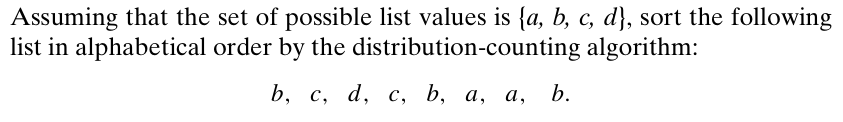 Assuming that the set of possible list values is {a, b, c, d}, sort the following
list in alphabetical order by the distribution-counting algorithm:
b, c, d, c, b, a, a, b.